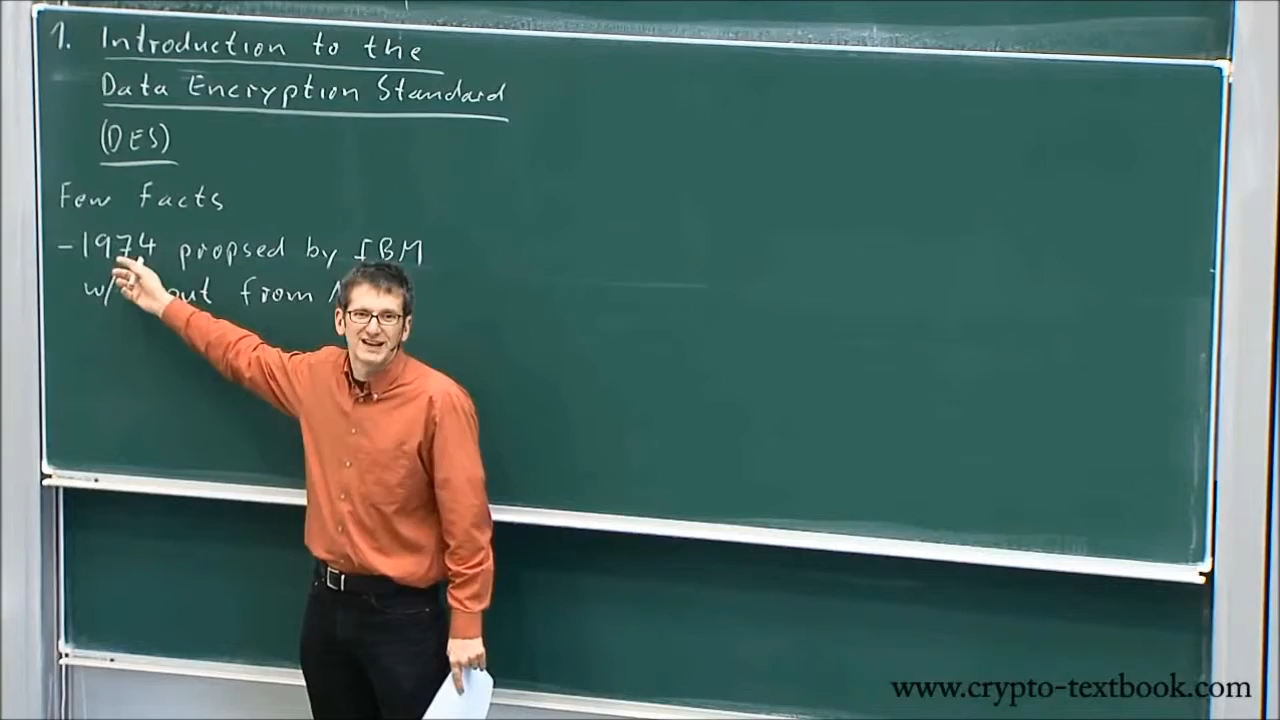 1. Introduction to the
Data Encryption Standard
(DES)
Few facts
- 1974 propsed by IBM
w/ from
www.crypto-textbook.com